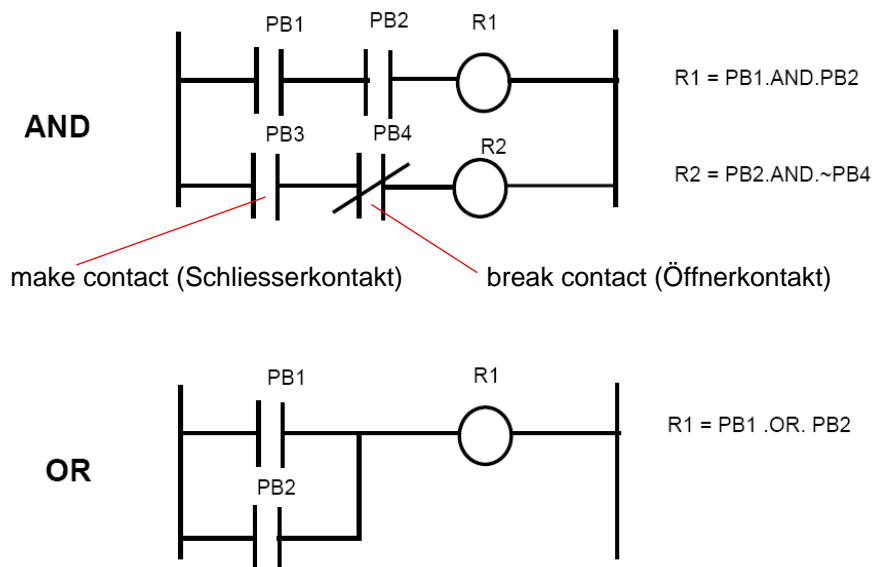 PB1 PB2 R1
R1 = PB1.AND.PB2
AND
PB3 PB4 R2
R2 = PB2.AND.~PB4
make contact (Schliesserkontakt) break contact (Öffnerkontakt)
PB1 R1
R1 = PB1 .OR. PB2
OR
PB2